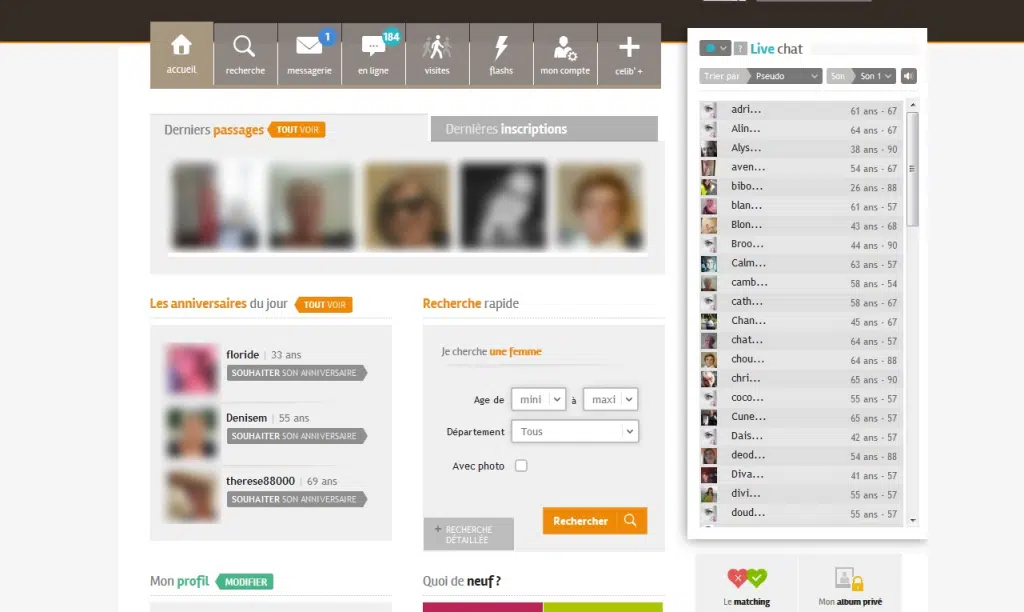 1
184
accueil
recherche
messagerie
en ligne
visites
flashs
mon compte
celib' +
Derniers passages TOUT VOIR
Dernières inscriptions
Les anniversaires du jour TOUT VOIR
floride | 33 ans
SOUHAITER SON ANNIVERSAIRE
Denisem | 55 ans
SOUHAITER SON ANNIVERSAIRE
therese88000 | 69 ans
SOUHAITER SON ANNIVERSAIRE
Recherche rapide
Je cherche une femme
Age de mini à maxi
Département Tous
Avec photo
+ RECHERCHE
DÉTAILLÉE
Rechercher
Mon profil MODIFIER
Quoi de neuf ?
? Live chat
Trier par Pseudo Son Son 1
adri... 61 ans - 67
Alin... 64 ans - 67
Alys... 38 ans - 90
aven... 54 ans - 67
bibo... 26 ans - 88
blan... 61 ans - 57
Blon... 43 ans - 68
Broo... 44 ans - 90
Calm... 63 ans - 57
camb... 58 ans - 54
cath... 58 ans - 67
Chan... 45 ans - 67
chat... 64 ans - 57
chou... 64 ans - 88
chri... 65 ans - 90
coco... 55 ans - 57
Cune... 65 ans - 57
Dais... 42 ans - 57
deod... 54 ans - 88
Diva... 41 ans - 57
divi... 55 ans - 57
doud... 55 ans - 57
Le matching
Mon album privé